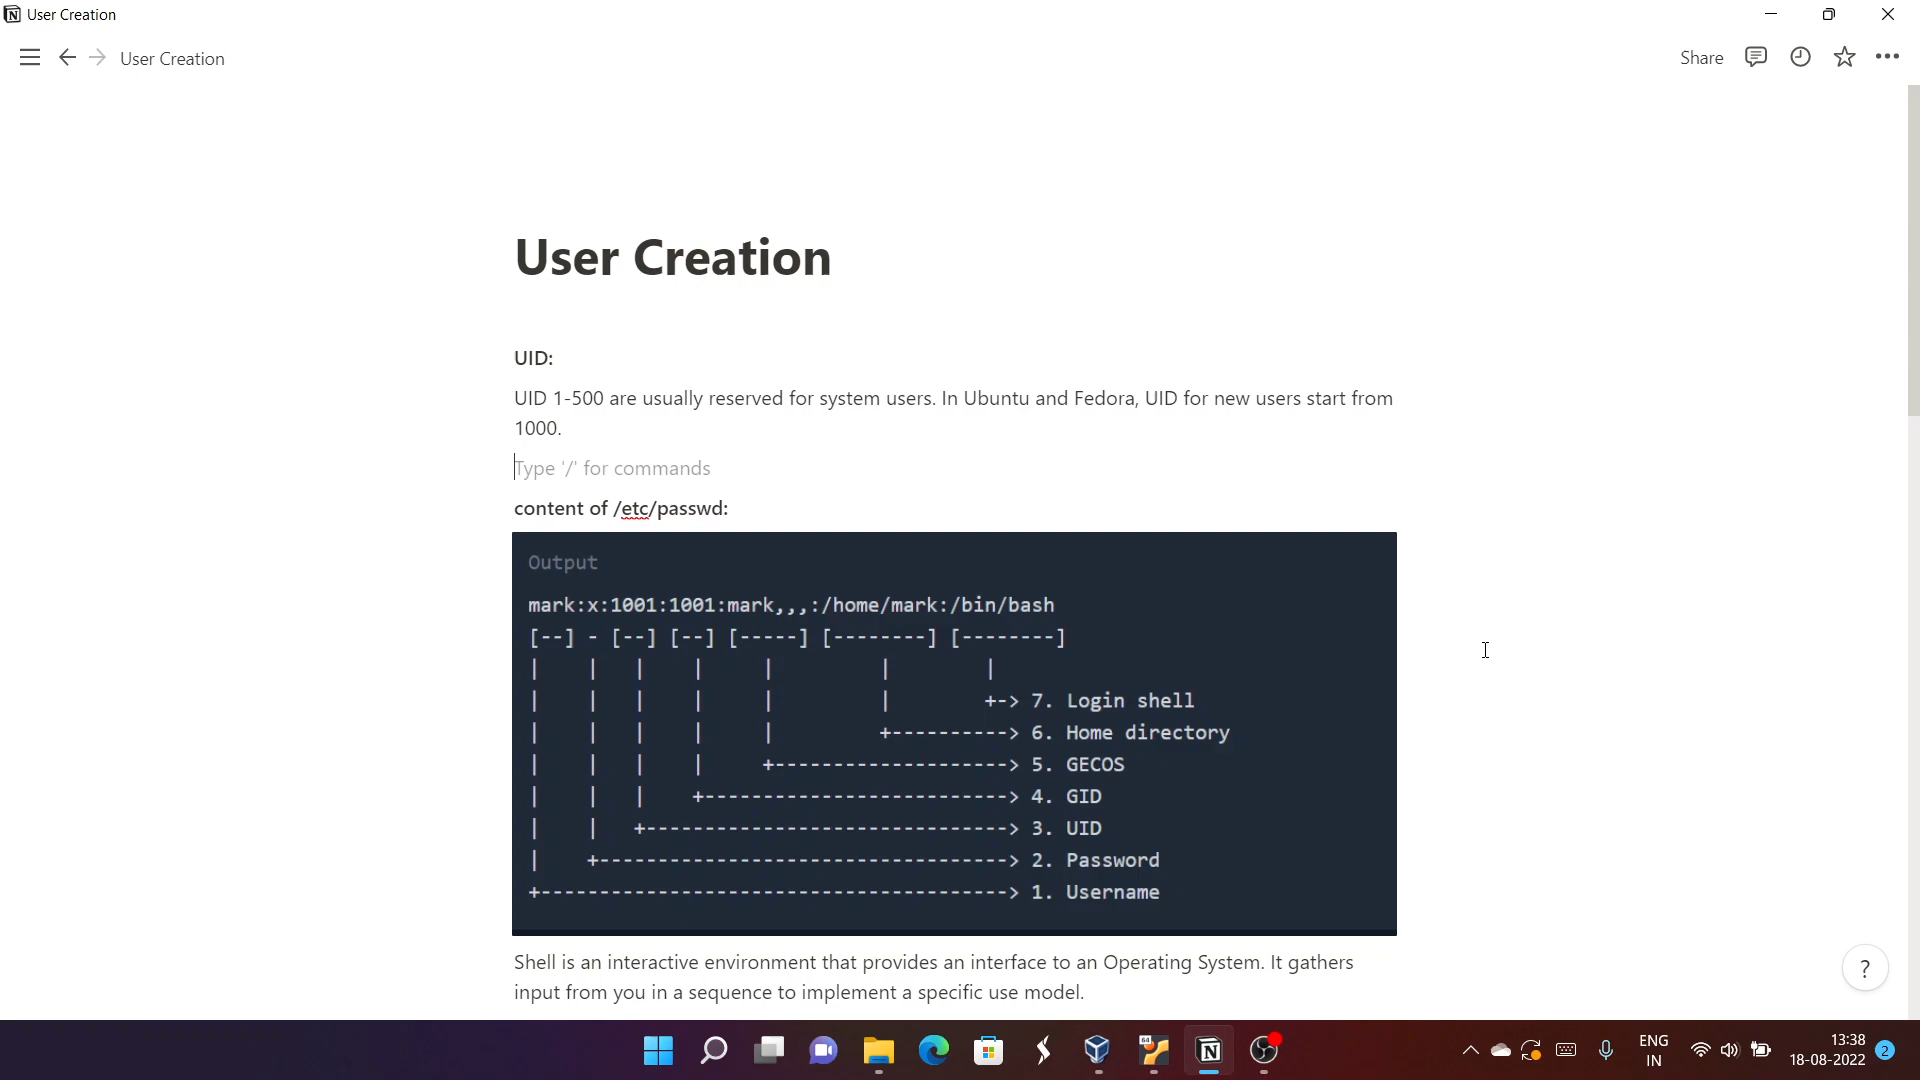 User Creation
User Creation
Share
User Creation
UID:
UID 1-500 are usually reserved for system users. In Ubuntu and Fedora, UID for new users start from
1000.
Type '/' for commands
content of /etc/passwd:
Output
mark:x:1001:1001:mark,,,:/home/mark:/bin/bash
[--] - [--] [--] [-----] [--------] [--------]
|    |   |    |     |         |        |
|    |   |    |     |         |        +-> 7. Login shell
|    |   |    |     |         +----------> 6. Home directory
|    |   |    |     +--------------------> 5. GECOS
|    |   |    +--------------------------> 4. GID
|    |   +-------------------------------> 3. UID
|    +-----------------------------------> 2. Password
+----------------------------------------> 1. Username
Shell is an interactive environment that provides an interface to an Operating System. It gathers
input from you in a sequence to implement a specific use model.
?
64
ENG
IN
13:38
18-08-2022
2